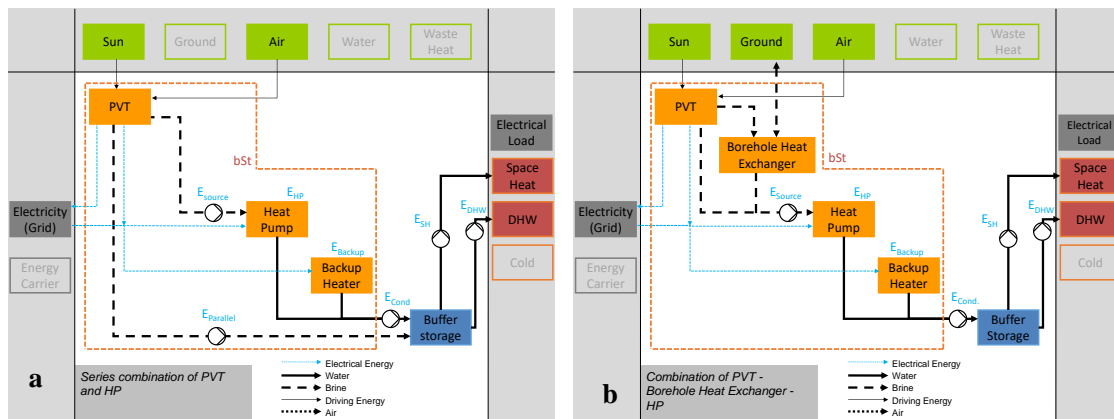 Sun
Ground
Air
Water
Waste
Heat
PVT
Electrical
Load
bSt
Space
Heat
E_source
E_HP
E_DHW
Electricity
(Grid)
Heat
Pump
E_SH
DHW
E_Backup
Energy
Carrier
Backup
Heater
Cold
E_Cond
E_Parallel
Buffer
storage
a
Series combination of PVT
and HP
Electrical Energy
Water
Brine
Driving Energy
Air
Sun
Ground
Air
Water
Waste
Heat
PVT
Electrical
Load
Borehole Heat
Exchanger
bSt
Space
Heat
E_Source
E_HP
E_DHW
Electricity
(Grid)
Heat
Pump
E_SH
DHW
E_Backup
Energy
Carrier
Backup
Heater
Cold
E_Cond.
Buffer
Storage
b
Combination of PVT -
Borehole Heat Exchanger -
HP
Electrical Energy
Water
Brine
Driving Energy
Air